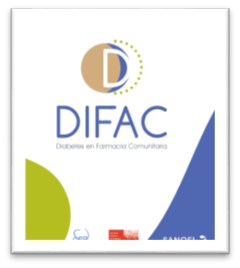 D
DIFAC
Diabetes en Farmacia Comunitaria
SANOFI